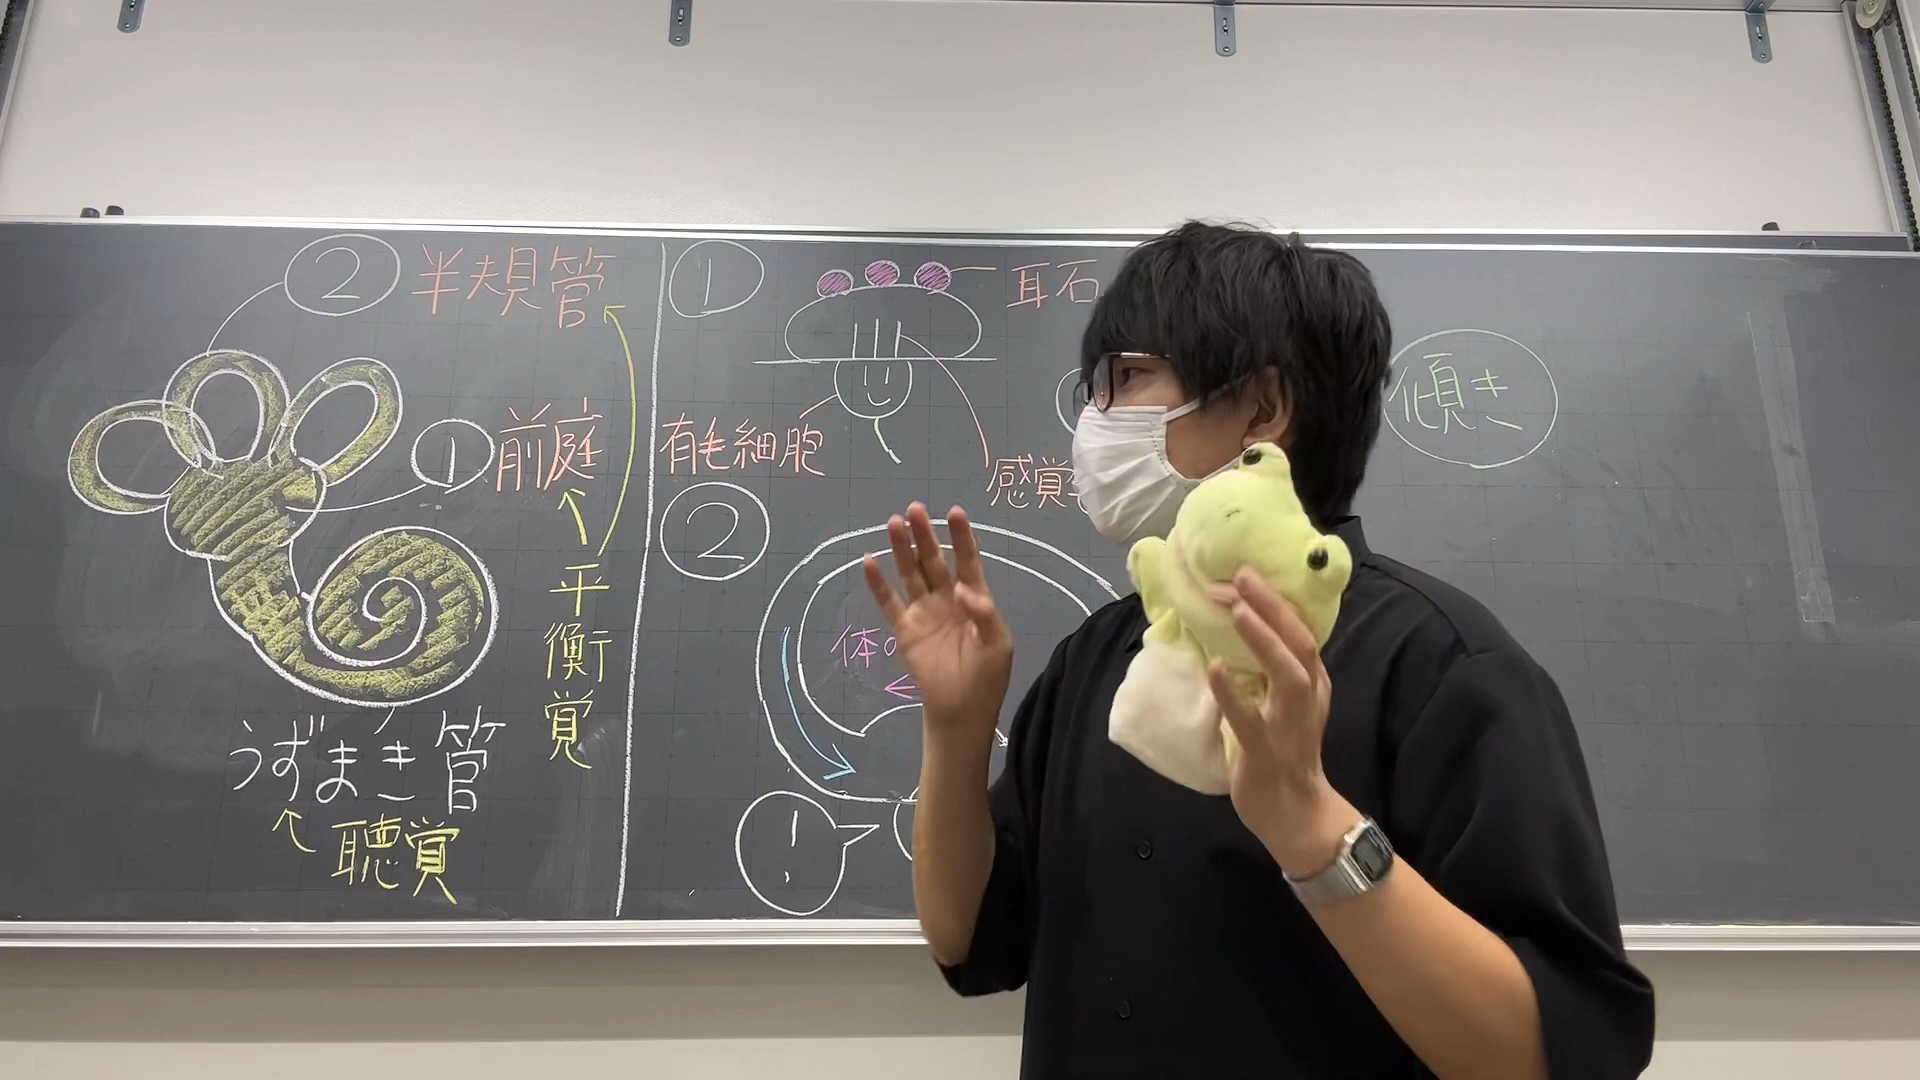 ② 半規管
① 前庭
平衡覚
うずまき管
聴覚
①
耳石
有毛細胞
感覚
②
体の
!
傾き